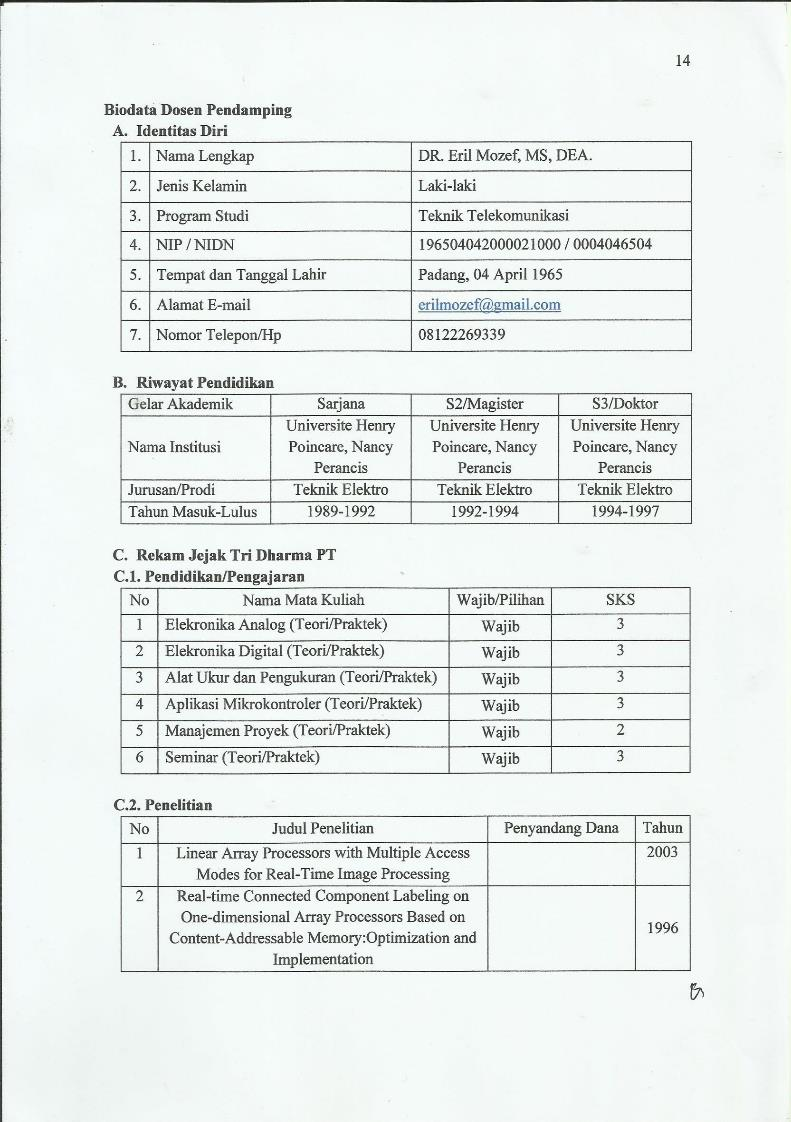 14
Biodata Dosen Pendamping
A. Identitas Diri
1. Nama Lengkap DR. Eril Mozef, MS, DEA.
2. Jenis Kelamin Laki-laki
3. Program Studi Teknik Telekomunikasi
4. NIP / NIDN 196504042000021000 / 0004046504
5. Tempat dan Tanggal Lahir Padang, 04 April 1965
6. Alamat E-mail erilmozef@gmail.com
7. Nomor Telepon/Hp 08122269339
B. Riwayat Pendidikan
Gelar Akademik Sarjana S2/Magister S3/Doktor
Universite Henry Universite Henry Universite Henry
Nama Institusi Poincare, Nancy Poincare, Nancy Poincare, Nancy
Perancis Perancis Perancis
Jurusan/Prodi Teknik Elektro Teknik Elektro Teknik Elektro
Tahun Masuk-Lulus 1989-1992 1992-1994 1994-1997
C. Rekam Jejak Tri Dharma PT
C.1. Pendidikan/Pengajaran
No Nama Mata Kuliah Wajib/Pilihan SKS
1 Elekronika Analog (Teori/Praktek) Wajib 3
2 Elekronika Digital (Teori/Praktek) Wajib 3
3 Alat Ukur dan Pengukuran (Teori/Praktek) Wajib 3
4 Aplikasi Mikrokontroler (Teori/Praktek) Wajib 3
5 Manajemen Proyek (Teori/Praktek) Wajib 2
6 Seminar (Teori/Praktek) Wajib 3
C.2. Penelitian
No Judul Penelitian Penyandang Dana Tahun
1 Linear Array Processors with Multiple Access 2003
Modes for Real-Time Image Processing
2 Real-time Connected Component Labeling on
One-dimensional Array Processors Based on
Content-Addressable Memory:Optimization and 1996
Implementation